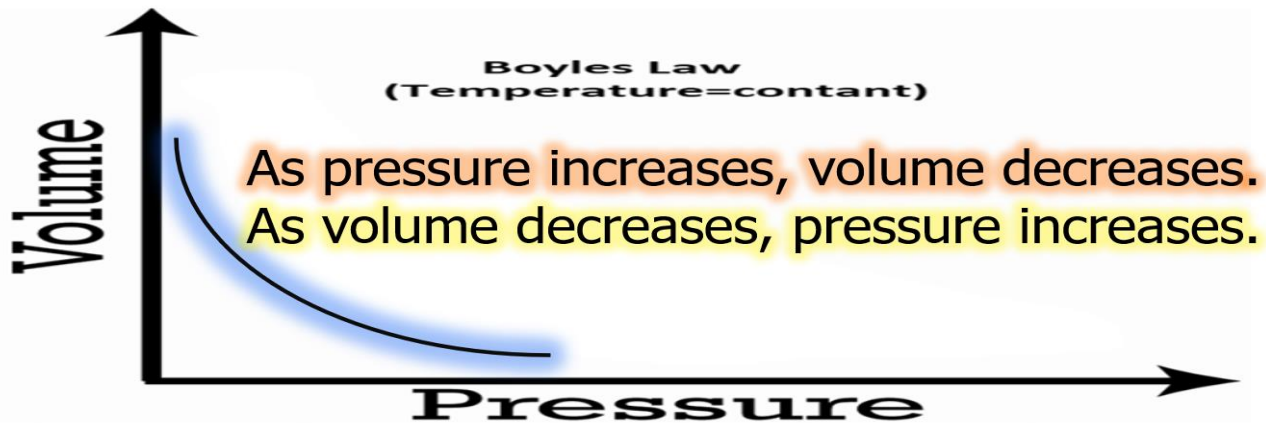 Boyles Law
(Temperature=contant)
As pressure increases, volume decreases.
As volume decreases, pressure increases.
Volume
Pressure